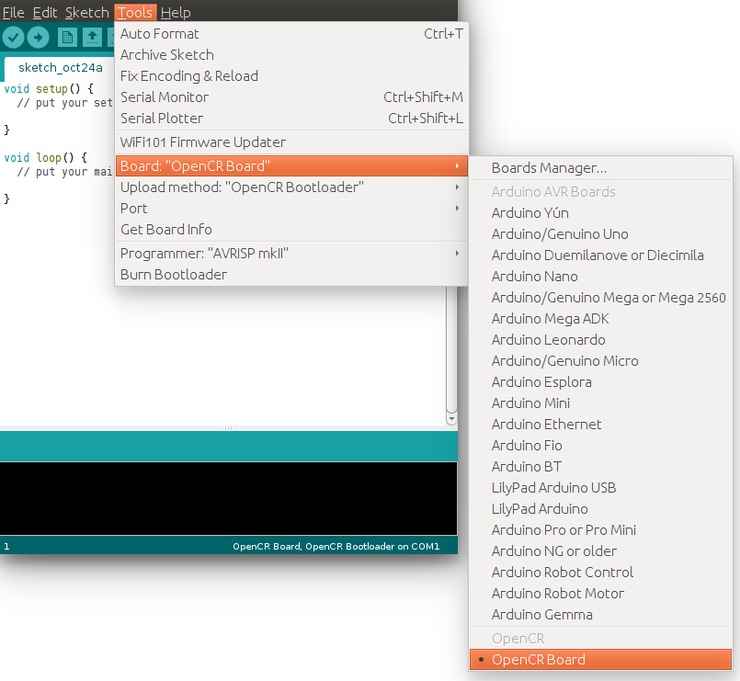 File Edit Sketch Tools Help
sketch_oct24a
void setup() {
// put your set
}
void loop() {
// put your mai
}
Auto Format Ctrl+T
Archive Sketch
Fix Encoding & Reload
Serial Monitor Ctrl+Shift+M
Serial Plotter Ctrl+Shift+L
WiFi101 Firmware Updater
Board: "OpenCR Board"
Upload method: "OpenCR Bootloader"
Port
Get Board Info
Programmer: "AVRISP mkII"
Burn Bootloader
Boards Manager...
Arduino AVR Boards
Arduino Yún
Arduino/Genuino Uno
Arduino Duemilanove or Diecimila
Arduino Nano
Arduino/Genuino Mega or Mega 2560
Arduino Mega ADK
Arduino Leonardo
Arduino/Genuino Micro
Arduino Esplora
Arduino Mini
Arduino Ethernet
Arduino Fio
Arduino BT
LilyPad Arduino USB
LilyPad Arduino
Arduino Pro or Pro Mini
Arduino NG or older
Arduino Robot Control
Arduino Robot Motor
Arduino Gemma
OpenCR
OpenCR Board
1 OpenCR Board, OpenCR Bootloader on COM1